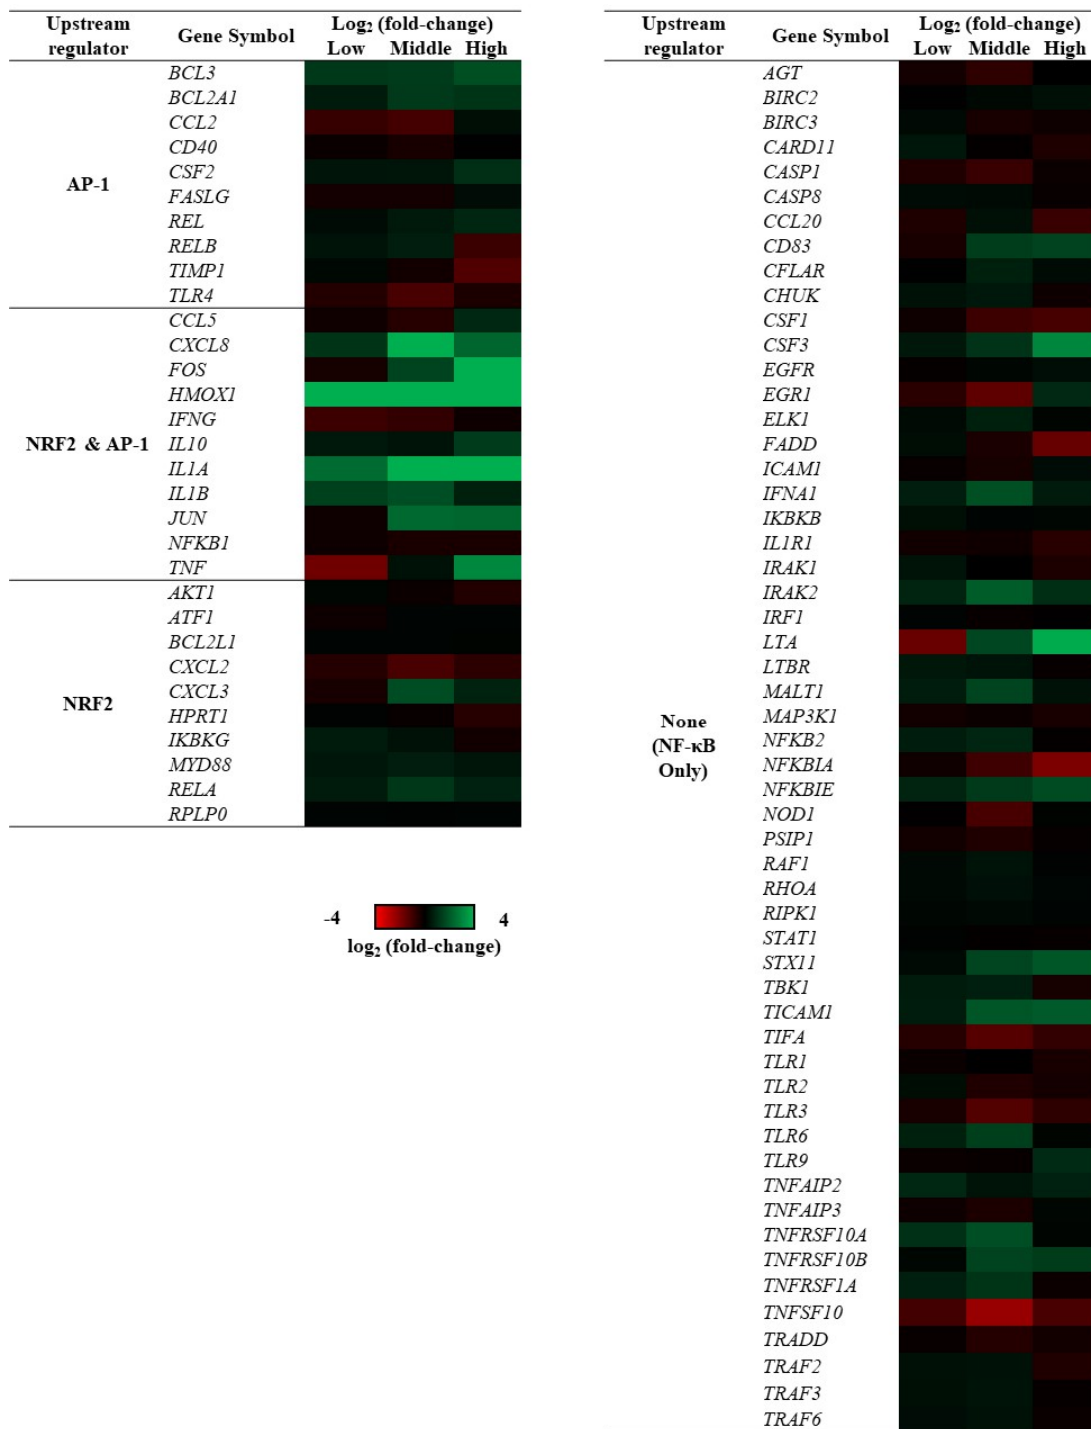 Upstream regulator Gene Symbol Log₂ (fold-change)
Low Middle High
AP-1
BCL3
BCL2A1
CCL2
CD40
CSF2
FASLG
REL
RELB
TIMP1
TLR4
NRF2 & AP-1
CCL5
CXCL8
FOS
HMOX1
IFNG
IL10
IL1A
IL1B
JUN
NFKB1
TNF
NRF2
AKT1
ATF1
BCL2L1
CXCL2
CXCL3
HPRT1
IKBKG
MYD88
RELA
RPLP0
-4 4
log₂ (fold-change)
Upstream regulator Gene Symbol Log₂ (fold-change)
Low Middle High
None
(NF-κB
Only)
AGT
BIRC2
BIRC3
CARD11
CASP1
CASP8
CCL20
CD83
CFLAR
CHUK
CSF1
CSF3
EGFR
EGR1
ELK1
FADD
ICAM1
IFNA1
IKBKB
IL1R1
IRAK1
IRAK2
IRF1
LTA
LTBR
MALT1
MAP3K1
NFKB2
NFKBIA
NFKBIE
NOD1
PSIP1
RAF1
RHOA
RIPK1
STAT1
STX11
TBK1
TICAM1
TIFA
TLR1
TLR2
TLR3
TLR6
TLR9
TNFAIP2
TNFAIP3
TNFRSF10A
TNFRSF10B
TNFRSF1A
TNFSF10
TRADD
TRAF2
TRAF3
TRAF6